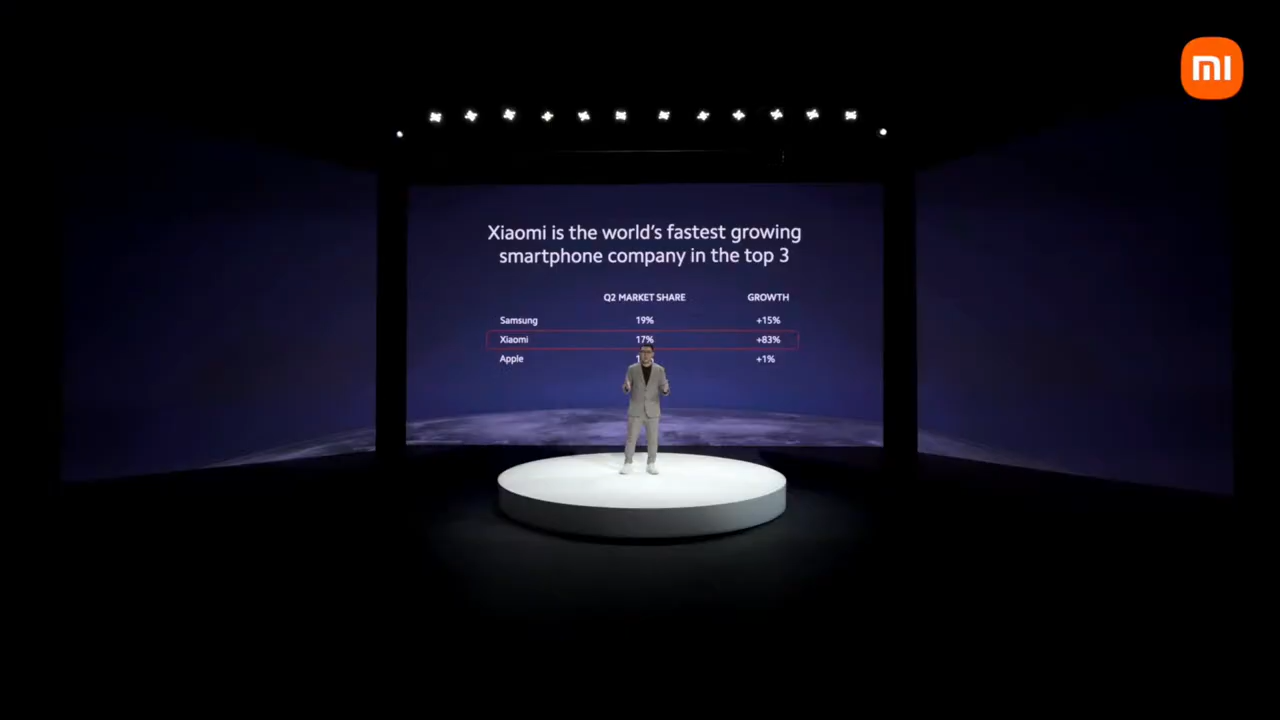 mi
Xiaomi is the world's fastest growing
smartphone company in the top 3
Q2 MARKET SHARE GROWTH
Samsung 19% +15%
Xiaomi 17% +83%
Apple +1%